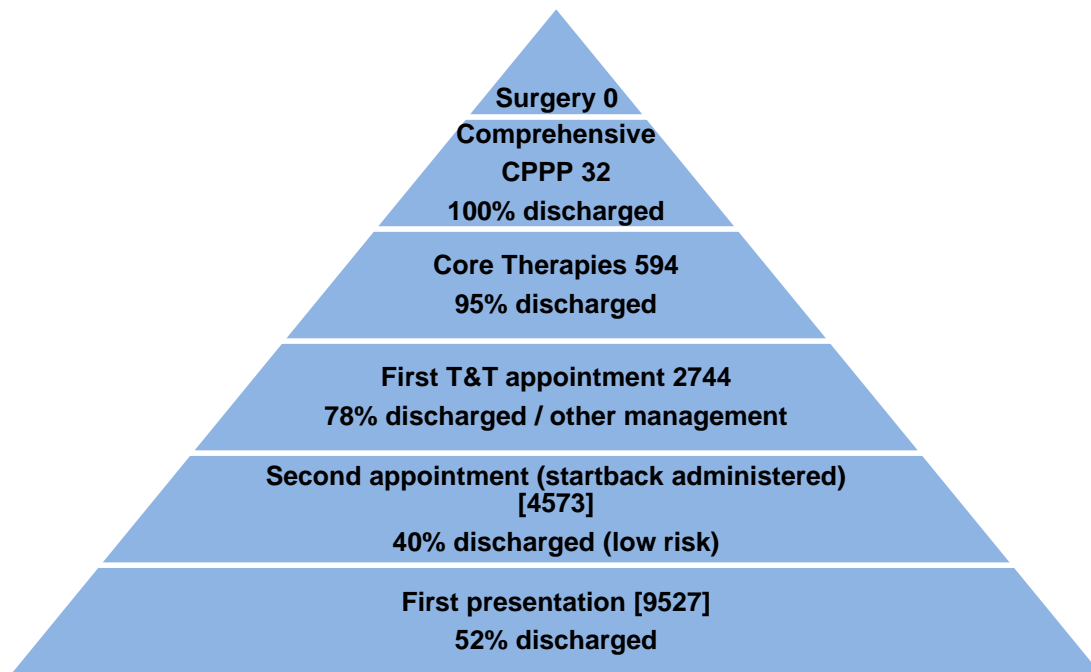 Surgery 0
Comprehensive
CPPP 32
100% discharged
Core Therapies 594
95% discharged
First T&T appointment 2744
78% discharged / other management
Second appointment (startback administered)
[4573]
40% discharged (low risk)
First presentation [9527]
52% discharged